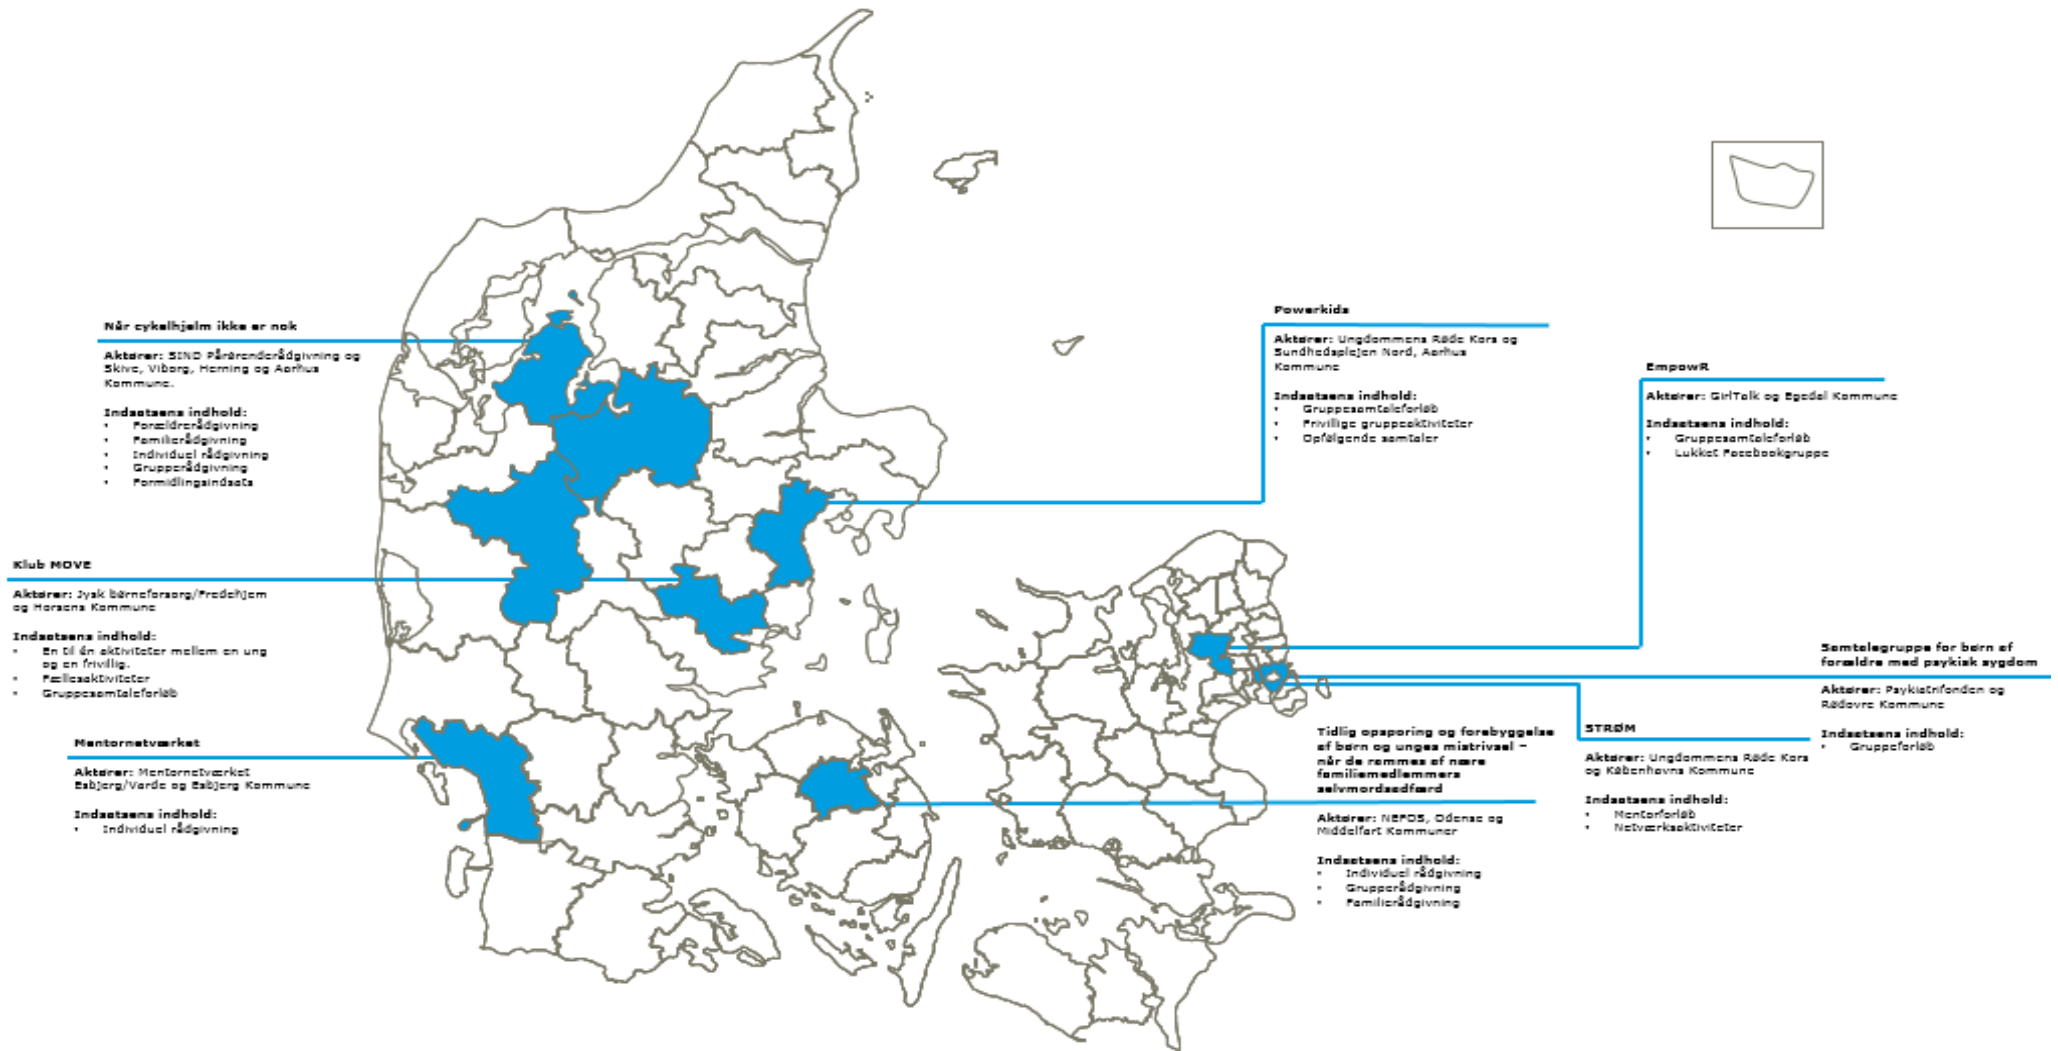 Når cykelhjelm ikke er nok
Aktører: SIND Pårørenderådgivning og
Skive, Viborg, Herning og Aarhus
Kommune.
Indsatsens indhold:
• Forældrerådgivning
• Familierådgivning
• Individuel rådgivning
• Grupperådgivning
• Formidlingsindsats
Klub MOVE
Aktører: Jysk børneforsorg/Fredehjem
og Horsens Kommune
Indsatsens indhold:
• En til én aktiviteter mellem en ung
og en frivillig.
• Fællesaktiviteter
• Gruppesamtaleforløb
Mentornetværket
Aktører: Mentornetværket
Esbjerg/Varde og Esbjerg Kommune
Indsatsens indhold:
• Individuel rådgivning
Powerkids
Aktører: Ungdommens Røde Kors og
Sundhedsplejen Nord, Aarhus
Kommune
Indsatsens indhold:
• Gruppesamtaleforløb
• Frivillige gruppeaktiviteter
• Opfølgende samtaler
EmpowR
Aktører: GirlTalk og Egedal Kommune
Indsatsens indhold:
• Gruppesamtaleforløb
• Lukket Facebookgruppe
Samtalegruppe for børn af
forældre med psykisk sygdom
Aktører: Psykiatrifonden og
Rødovre Kommune
Indsatsens indhold:
• Gruppeforløb
STRØM
Aktører: Ungdommens Røde Kors
og Københavns Kommune
Indsatsens indhold:
• Mentorforløb
• Netværksaktiviteter
Tidlig opsporing og forebyggelse
af børn og unges mistrivsel –
når de rammes af nære
familiemedlemmers
selvmordsadfærd
Aktører: NEFOS, Odense og
Middelfart Kommuner
Indsatsens indhold:
• Individuel rådgivning
• Grupperådgivning
• Familierådgivning